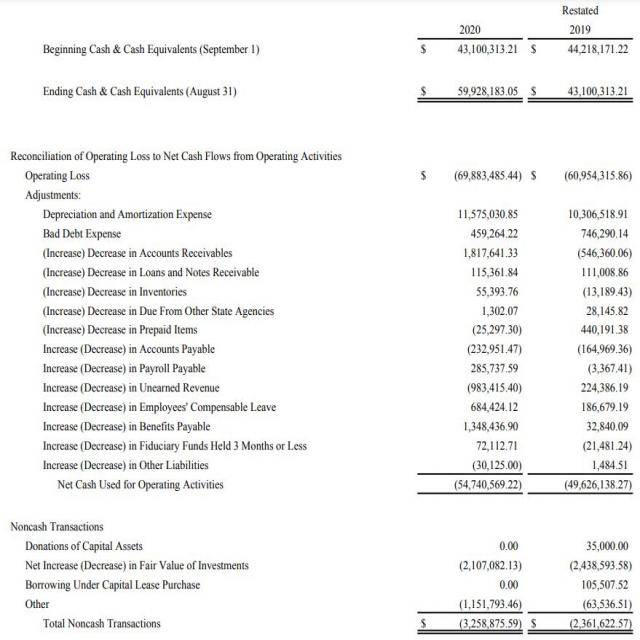 Restated
2020 2019
Beginning Cash & Cash Equivalents (September 1) $ 43,100,313.21 $ 44,218,171.22
Ending Cash & Cash Equivalents (August 31) $ 59,928,183.05 $ 43,100,313.21
Reconciliation of Operating Loss to Net Cash Flows from Operating Activities
Operating Loss $ (69,883,485.44) $ (60,954,315.86)
Adjustments:
Depreciation and Amortization Expense 11,575,030.85 10,306,518.91
Bad Debt Expense 459,264.22 746,290.14
(Increase) Decrease in Accounts Receivables 1,817,641.33 (546,360.06)
(Increase) Decrease in Loans and Notes Receivable 115,361.84 111,008.86
(Increase) Decrease in Inventories 55,393.76 (13,189.43)
(Increase) Decrease in Due From Other State Agencies 1,302.07 28,145.82
(Increase) Decrease in Prepaid Items (25,297.30) 440,191.38
Increase (Decrease) in Accounts Payable (232,951.47) (164,969.36)
Increase (Decrease) in Payroll Payable 285,737.59 (3,367.41)
Increase (Decrease) in Unearned Revenue (983,415.40) 224,386.19
Increase (Decrease) in Employees' Compensable Leave 684,424.12 186,679.19
Increase (Decrease) in Benefits Payable 1,348,436.90 32,840.09
Increase (Decrease) in Fiduciary Funds Held 3 Months or Less 72,112.71 (21,481.24)
Increase (Decrease) in Other Liabilities (30,125.00) 1,484.51
Net Cash Used for Operating Activities (54,740,569.22) (49,626,138.27)
Noncash Transactions
Donations of Capital Assets 0.00 35,000.00
Net Increase (Decrease) in Fair Value of Investments (2,107,082.13) (2,438,593.58)
Borrowing Under Capital Lease Purchase 0.00 105,507.52
Other (1,151,793.46) (63,536.51)
Total Noncash Transactions $ (3,258,875.59) $ (2,361,622.57)